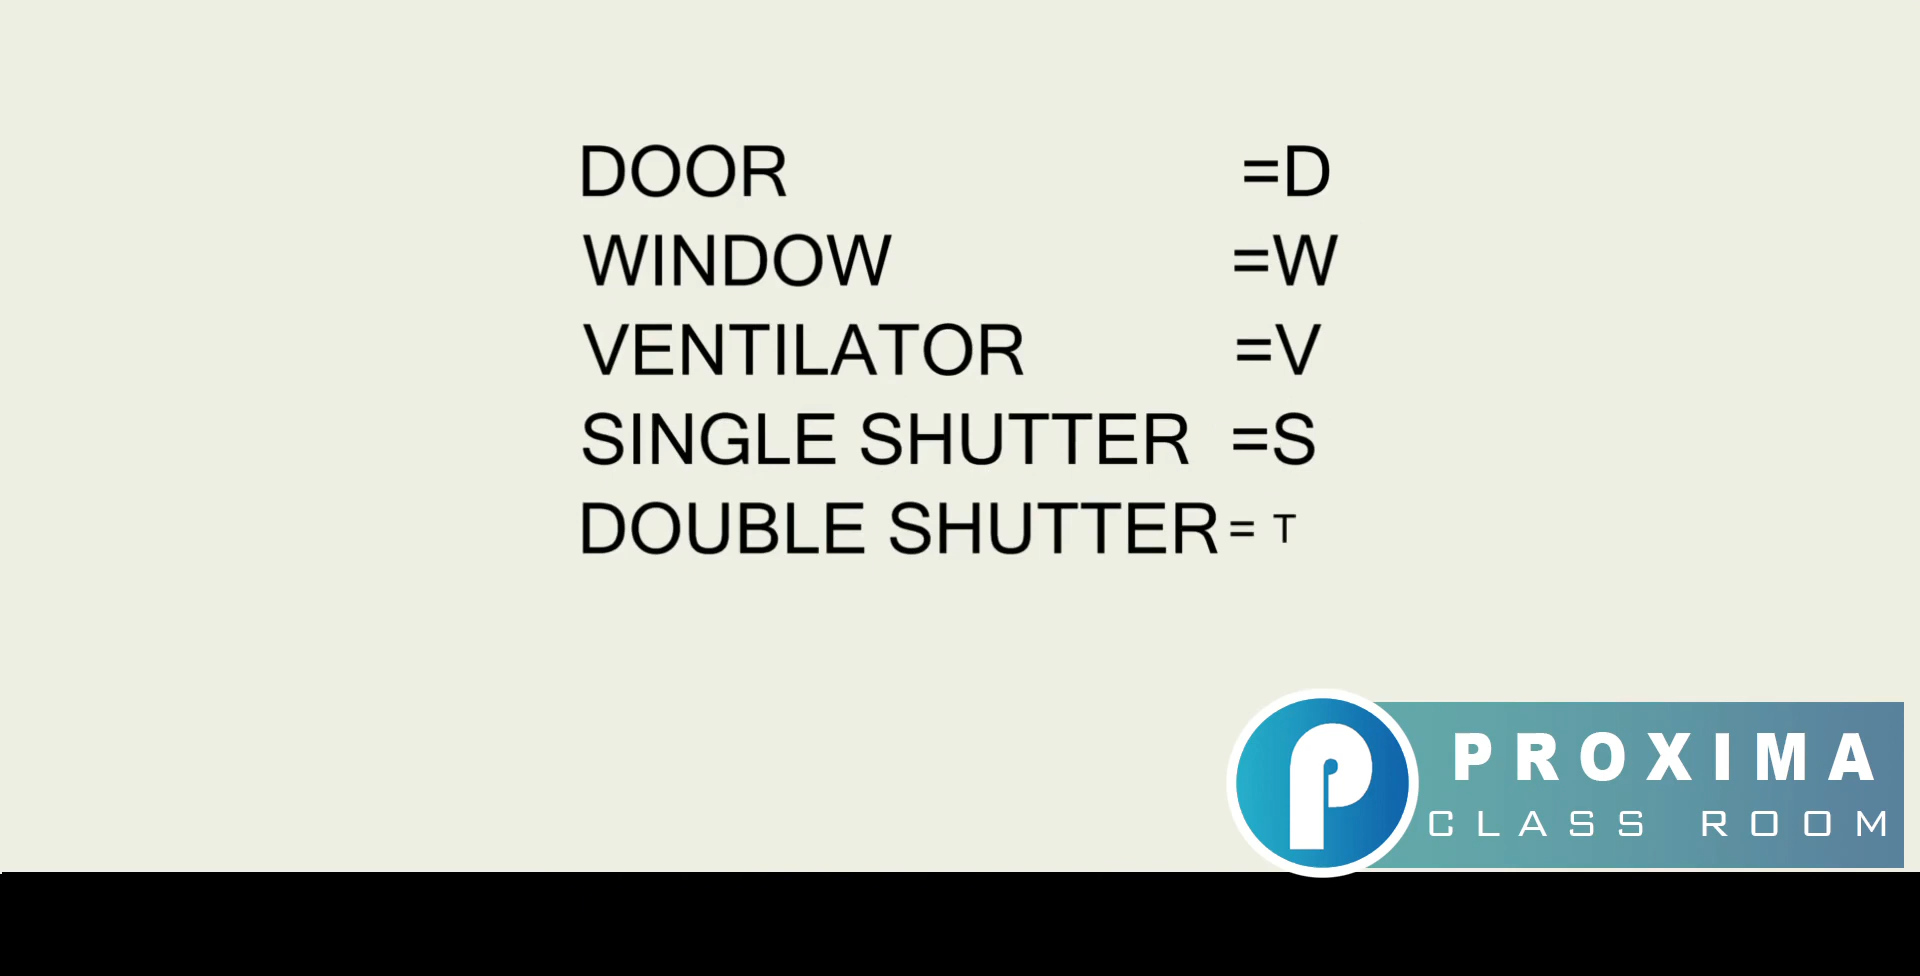 DOOR =D
WINDOW =W
VENTILATOR =V
SINGLE SHUTTER =S
DOUBLE SHUTTER = T
PROXIMA
CLASS ROOM